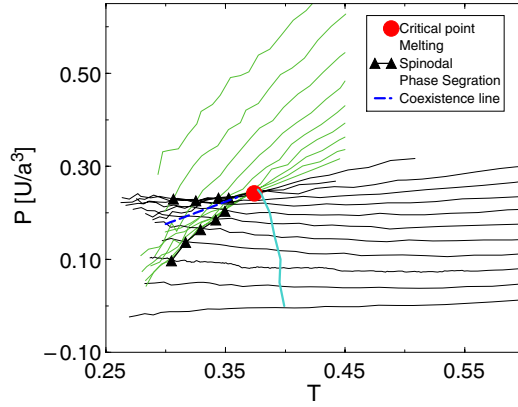 Critical point
Melting
Spinodal
Phase Segration
Coexistence line
P [U/a³]
0.50
0.30
0.10
−0.10
0.25
0.35
0.45
0.55
T